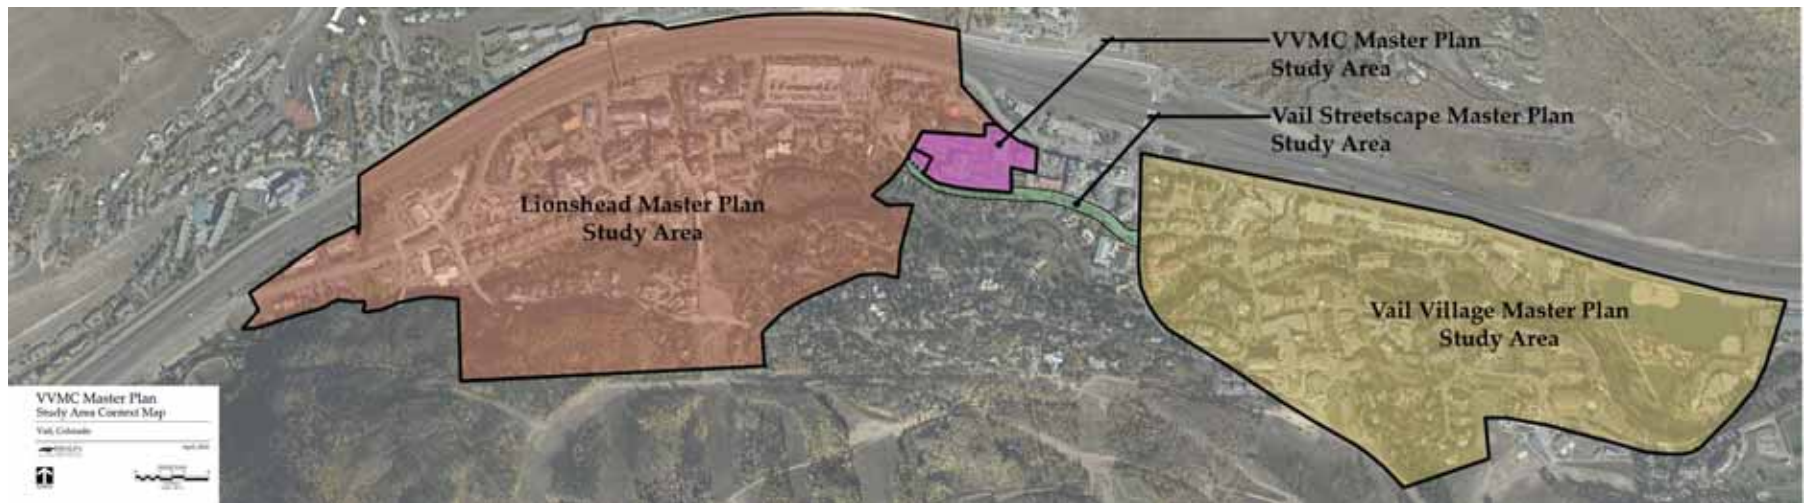 VVMC Master Plan
Study Area
Vail Streetscape Master Plan
Study Area
Lionshead Master Plan
Study Area
Vail Village Master Plan
Study Area
VVMC Master Plan
Study Area Context Map
Vail, Colorado